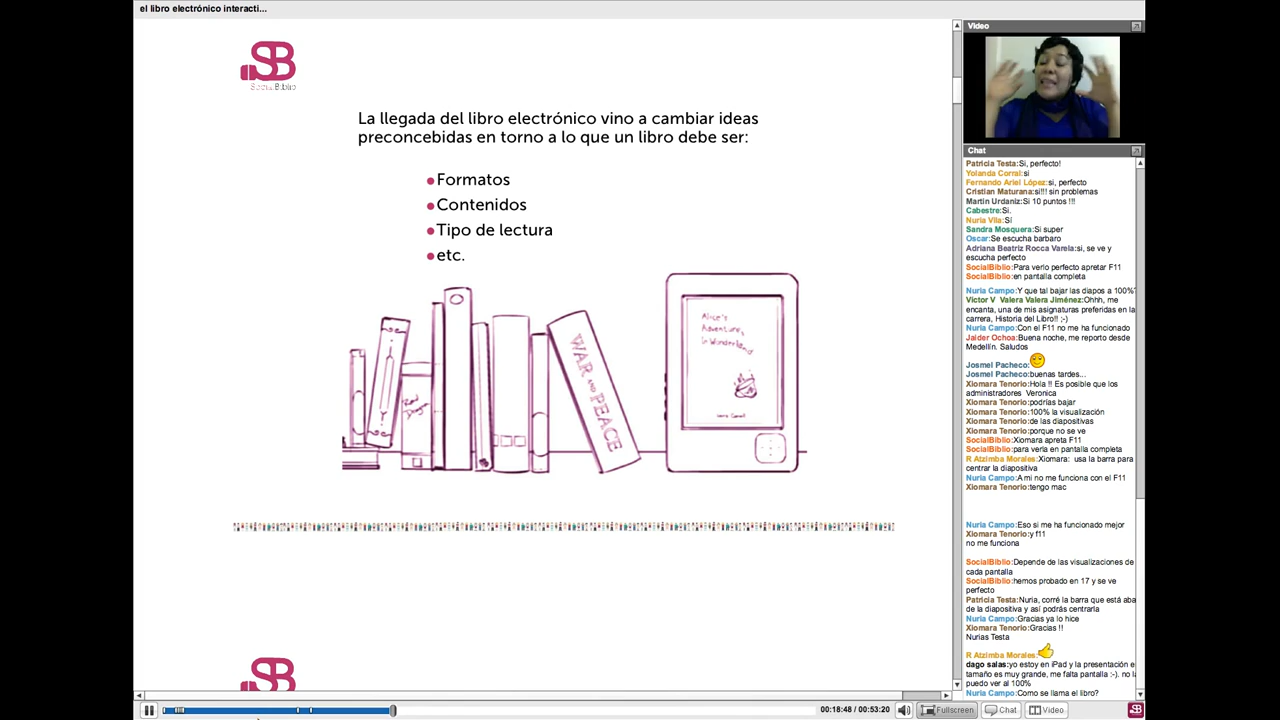 el libro electrónico interacti...
SB
SocialBiblio
La llegada del libro electrónico vino a cambiar ideas
preconcebidas en torno a lo que un libro debe ser:
Formatos
Contenidos
Tipo de lectura
etc.
WAR AND PEACE
Alice's
Adventures
in Wonderland
Lewis Carroll
SB
Video
Chat
Patricia Testa:Si, perfecto!
Yolanda Corral:si
Fernando Ariel López:si, perfecto
Cristian Maturana:si!!! sin problemas
Martin Urdaniz:Si 10 puntos !!!
Cabestre:Si.
Nuria Vila:Sí
Sandra Mosquera:Si super
Oscar:Se escucha barbaro
Adriana Beatriz Rocca Varela:si, se ve y
escucha perfecto
SocialBiblio:Para verlo perfecto apretar F11
SocialBiblio:en pantalla completa
Nuria Campo:Y que tal bajar las diapos a 100%?
Victor V Valera Valera Jiménez:Ohhh, me
encanta, una de mis asignaturas preferidas en la
carrera, Historia del Libro!! ;-)
Nuria Campo:Con el F11 no me ha funcionado
Jaider Ochoa:Buena noche, me reporto desde
Medellín. Saludos
Josmel Pacheco:
Josmel Pacheco:buenas tardes...
Xiomara Tenorio:Hola !! Es posible que los
administradores Veronica
Xiomara Tenorio:podrías bajar
Xiomara Tenorio:100% la visualización
Xiomara Tenorio:de las diapositivas
Xiomara Tenorio:porque no se ve
SocialBiblio:Xiomara apreta F11
SocialBiblio:para verla en pantalla completa
R Atzimba Morales:Xiomara: usa la barra para
centrar la diapositiva
Nuria Campo:A mi no me funciona con el F11
Xiomara Tenorio:tengo mac
Nuria Campo:Eso si me ha funcionado mejor
Xiomara Tenorio:y f11
no me funciona
SocialBiblio:Depende de las visualizaciones de
cada pantalla
SocialBiblio:hemos probado en 17 y se ve
perfecto
Patricia Testa:Nuria, corré la barra que está aba
de la diapositiva y así podrás centrarla
Nuria Campo:Gracias ya lo hice
Xiomara Tenorio:Gracias !!
Nurias Testa
R Atzimba Morales:
dago salas:yo estoy en iPad y la presentación e
tamaño es muy grande, me falta pantalla :-). no l
puedo ver al 100%
Nuria Campo:Como se llama el libro?
00:18:48 / 00:53:20
Fullscreen
Chat
Video